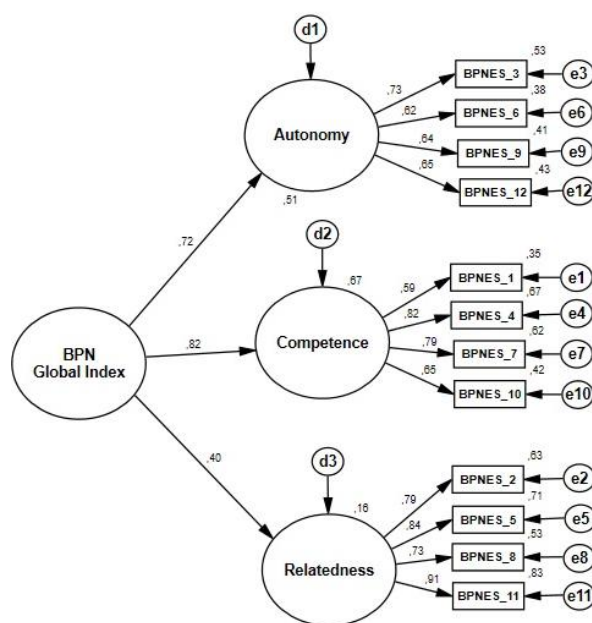 d1
Autonomy
,51
,73
,62
,64
,65
,53
BPNES_3
e3
,38
BPNES_6
e6
,41
BPNES_9
e9
,43
BPNES_12
e12
,72
d2
,67
Competence
,59
,82
,79
,65
,35
BPNES_1
e1
,67
BPNES_4
e4
,62
BPNES_7
e7
,42
BPNES_10
e10
BPN
Global Index
,82
,40
d3
,16
Relatedness
,79
,84
,73
,91
,63
BPNES_2
e2
,71
BPNES_5
e5
,53
BPNES_8
e8
,83
BPNES_11
e11